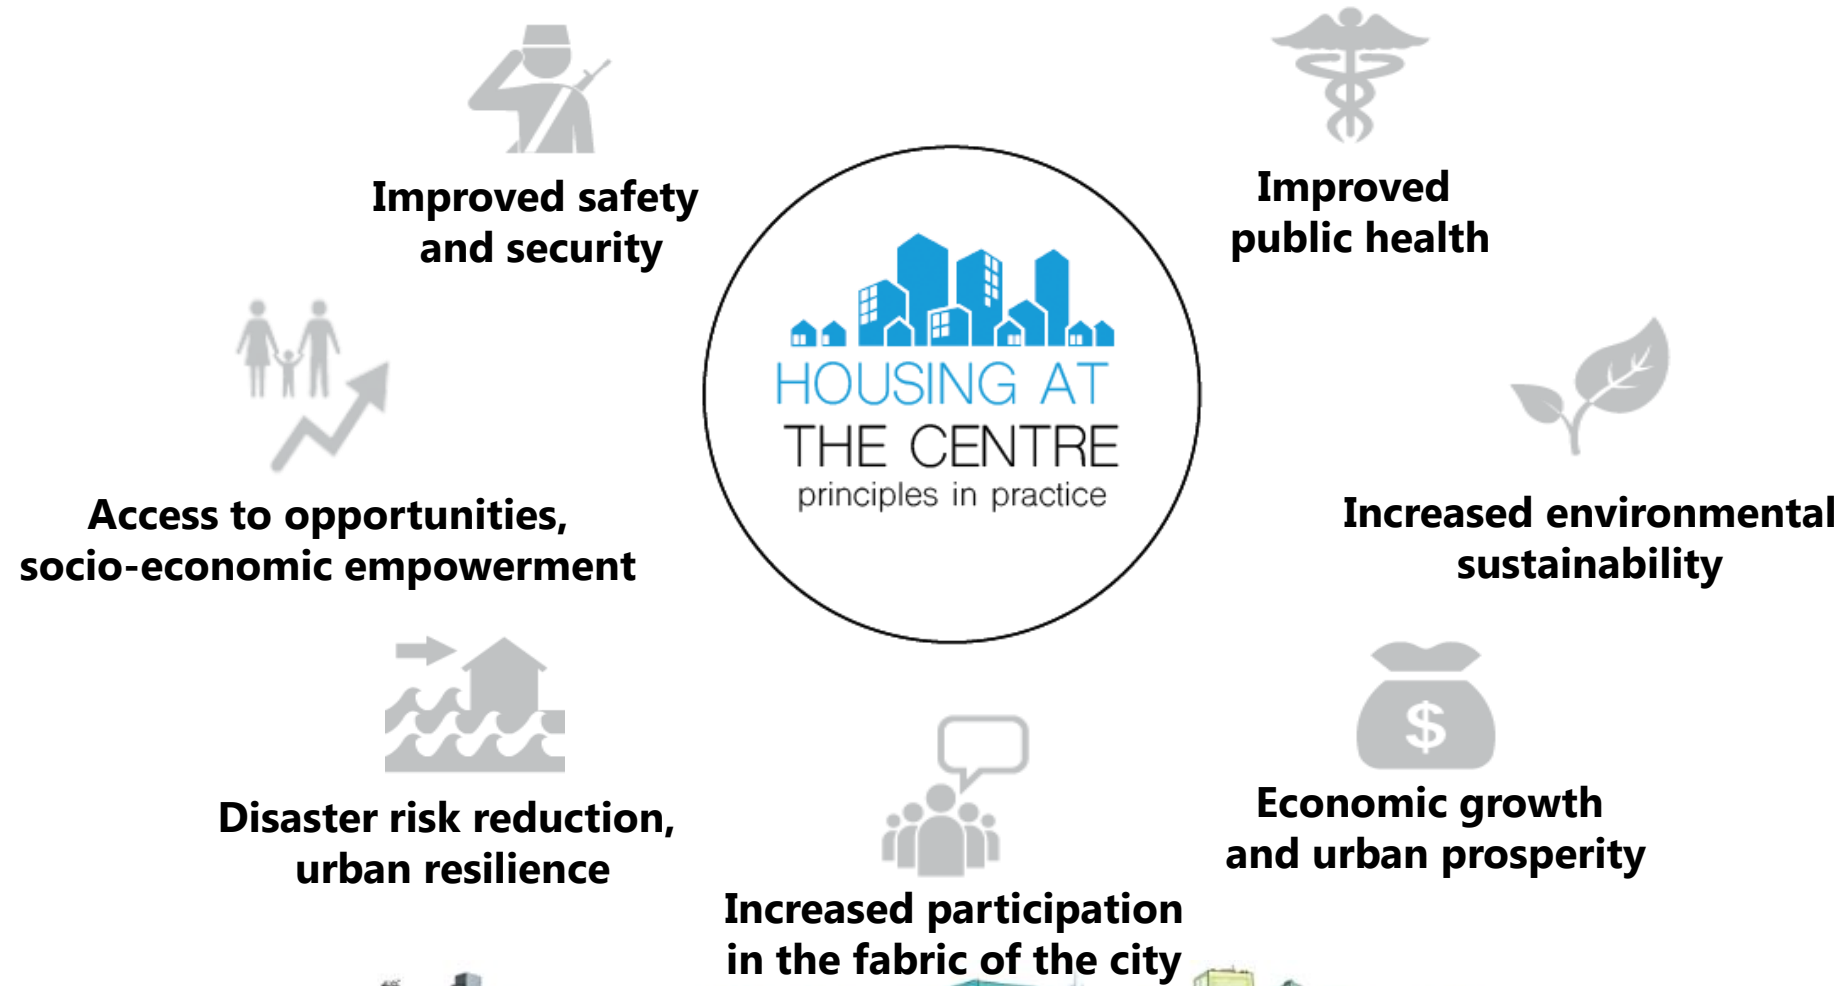 Improved safety
and security
Improved
public health
HOUSING AT
THE CENTRE
principles in practice
Access to opportunities,
socio-economic empowerment
Increased environmental
sustainability
$
Disaster risk reduction,
urban resilience
Economic growth
and urban prosperity
Increased participation
in the fabric of the city